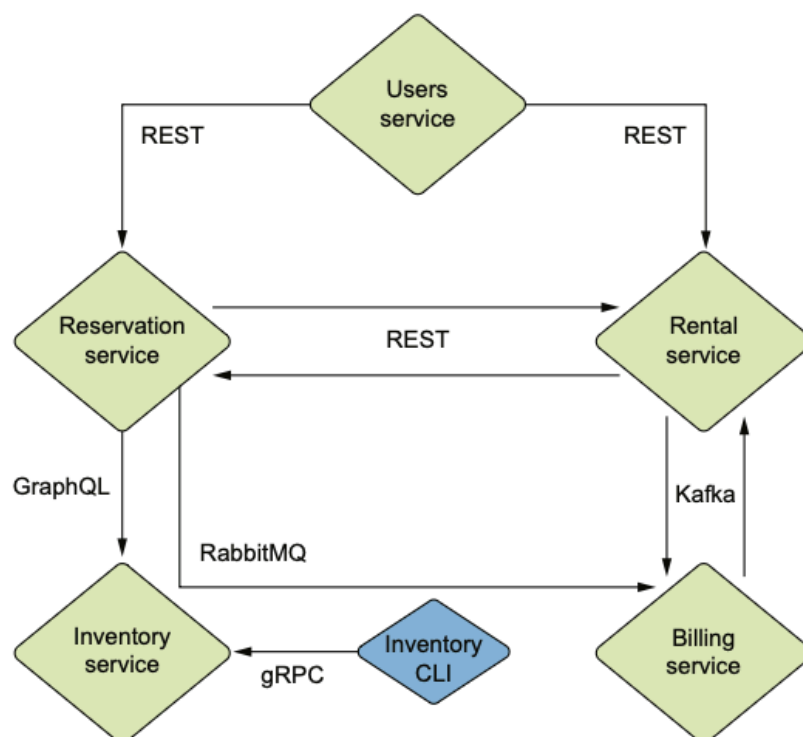 Users
service
REST
REST
Reservation
service
REST
Rental
service
GraphQL
Kafka
RabbitMQ
Inventory
service
gRPC
Inventory
CLI
Billing
service